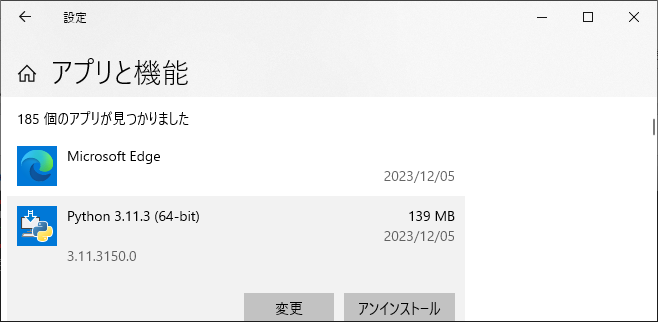 設定
アプリと機能
185 個のアプリが見つかりました
Microsoft Edge
2023/12/05
Python 3.11.3 (64-bit)
139 MB
2023/12/05
3.11.3150.0
変更
アンインストール